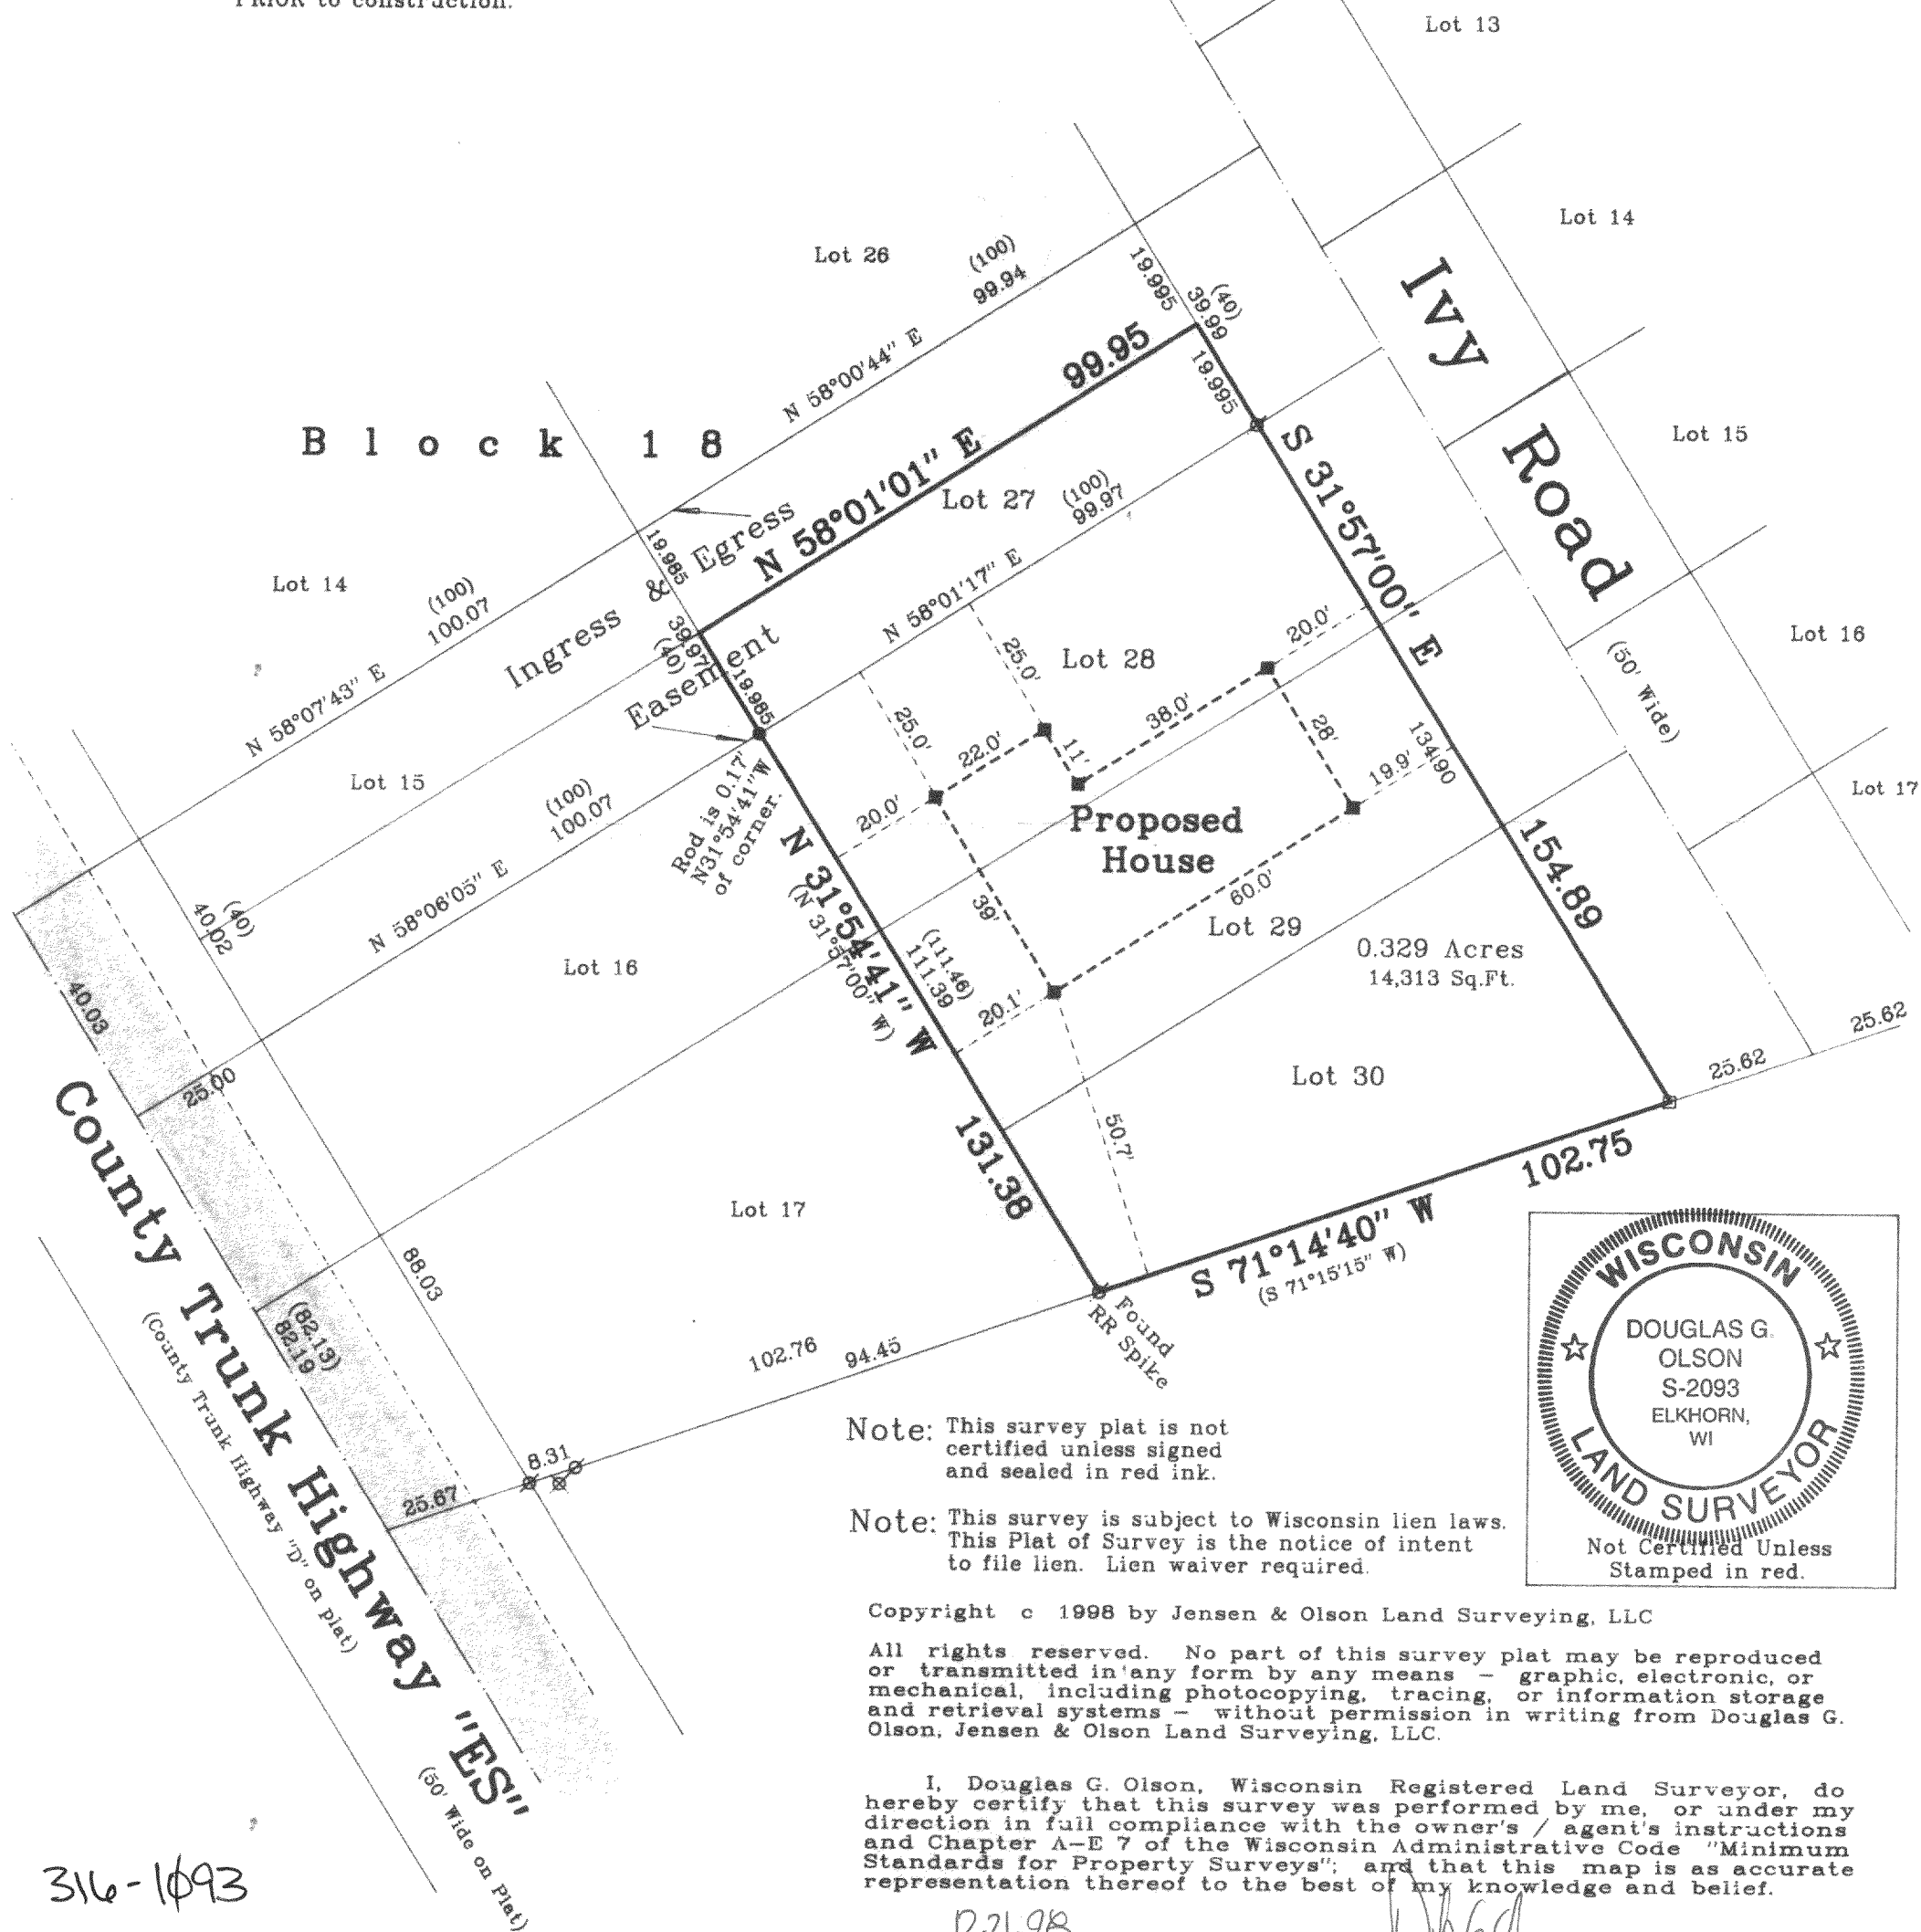 PRIOR to construction.
Lot 13
Lot 14
Lot 15
Lot 16
Lot 17
Ivy Road
(50' Wide)
Lot 26
(100)
99.94
N 58°00'44" E
19.995
(40)
39.99
19.995
99.95
N 58°01'01" E
Block 18
Lot 27
(100)
99.97
N 58°01'17" E
Lot 14
(100)
100.07
N 58°07'43" E
Ingress & Egress
Easement
19.985
39.97
(40)
19.985
Lot 15
(100)
100.07
N 58°06'05" E
Rod is 0.17'
N31°54'41"W
of corner.
Lot 28
25.0'
25.0'
22.0'
11'
38.0'
20.0'
28'
19.9'
134.90
20.0'
39'
60.0'
20.1'
50.7'
Proposed
House
S 31°57'00" E
154.89
N 31°54'41" W
(N 31°57'00" W)
(111.46)
111.39
131.38
Lot 29
0.329 Acres
14,313 Sq.Ft.
Lot 30
25.62
25.62
102.75
S 71°14'40" W
(S 71°15'15" W)
Found
RR Spike
Lot 16
(40)
40.02
40.03
25.00
Lot 17
88.03
(82.13)
82.19
102.76
94.45
8.31
25.67
County Trunk Highway "ES"
(County Trunk Highway "D" on plat)
(50' Wide on Plat)
WISCONSIN
DOUGLAS G.
OLSON
S-2093
ELKHORN,
WI
LAND SURVEYOR
Not Certified Unless
Stamped in red.
Note: This survey plat is not
certified unless signed
and sealed in red ink.
Note: This survey is subject to Wisconsin lien laws.
This Plat of Survey is the notice of intent
to file lien. Lien waiver required.
Copyright c 1998 by Jensen & Olson Land Surveying, LLC
All rights reserved. No part of this survey plat may be reproduced
or transmitted in any form by any means – graphic, electronic, or
mechanical, including photocopying, tracing, or information storage
and retrieval systems – without permission in writing from Douglas G.
Olson, Jensen & Olson Land Surveying, LLC.
I, Douglas G. Olson, Wisconsin Registered Land Surveyor, do
hereby certify that this survey was performed by me, or under my
direction in full compliance with the owner's / agent's instructions
and Chapter A–E 7 of the Wisconsin Administrative Code "Minimum
Standards for Property Surveys"; and that this map is as accurate
representation thereof to the best of my knowledge and belief.
316-1093